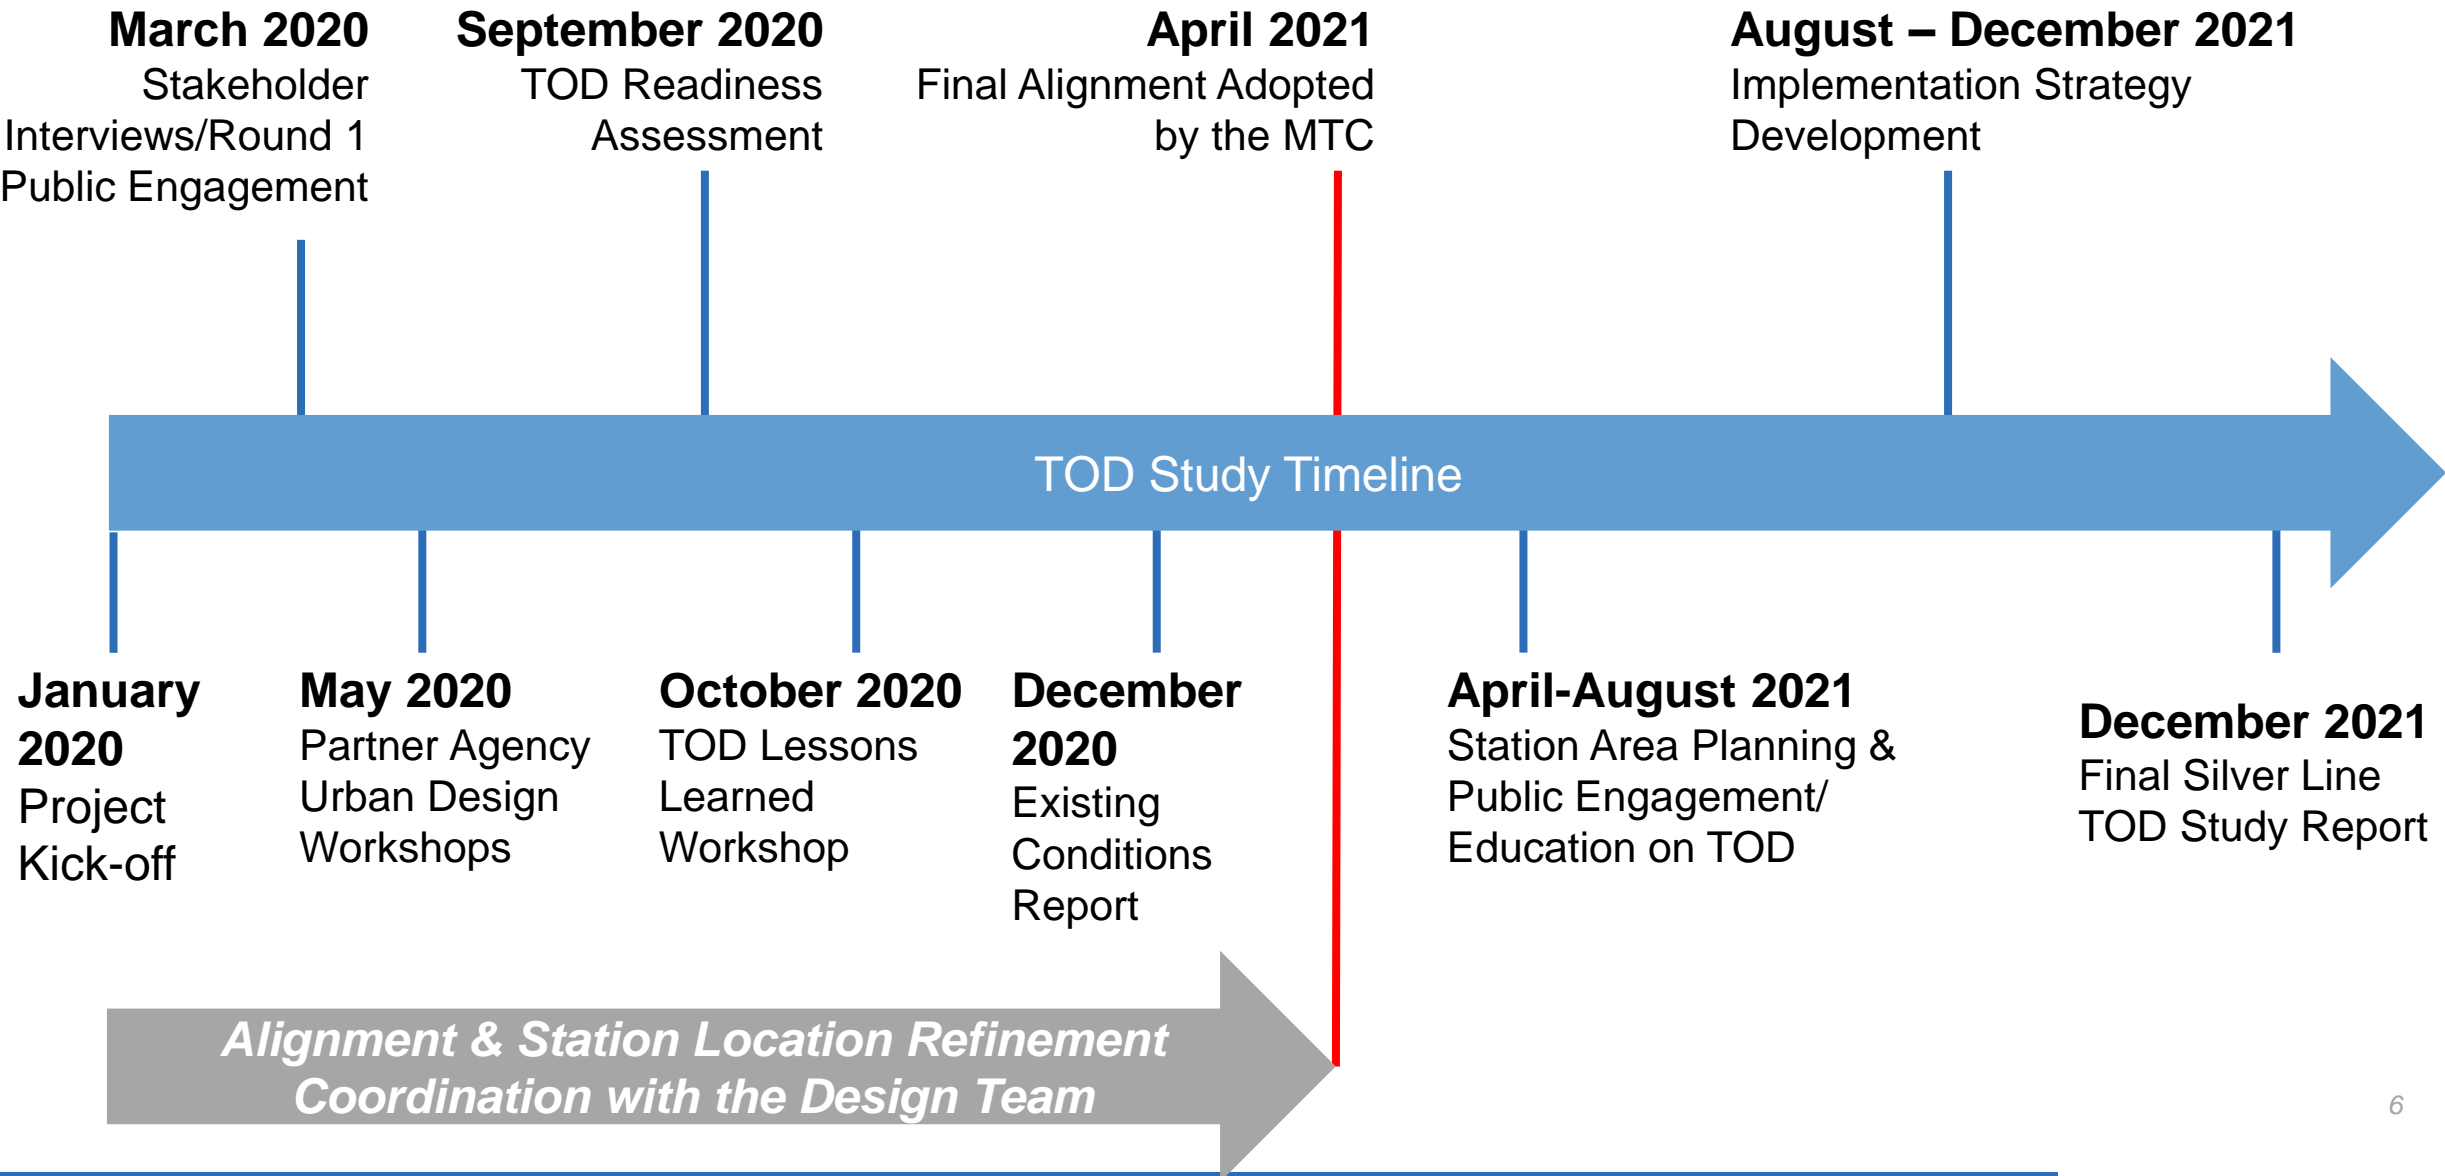 March 2020
Stakeholder
Interviews/Round 1
Public Engagement
September 2020
TOD Readiness
Assessment
April 2021
Final Alignment Adopted
by the MTC
August – December 2021
Implementation Strategy
Development
TOD Study Timeline
January
2020
Project
Kick-off
May 2020
Partner Agency
Urban Design
Workshops
October 2020
TOD Lessons
Learned
Workshop
December
2020
Existing
Conditions
Report
April-August 2021
Station Area Planning &
Public Engagement/
Education on TOD
December 2021
Final Silver Line
TOD Study Report
Alignment & Station Location Refinement
Coordination with the Design Team
6